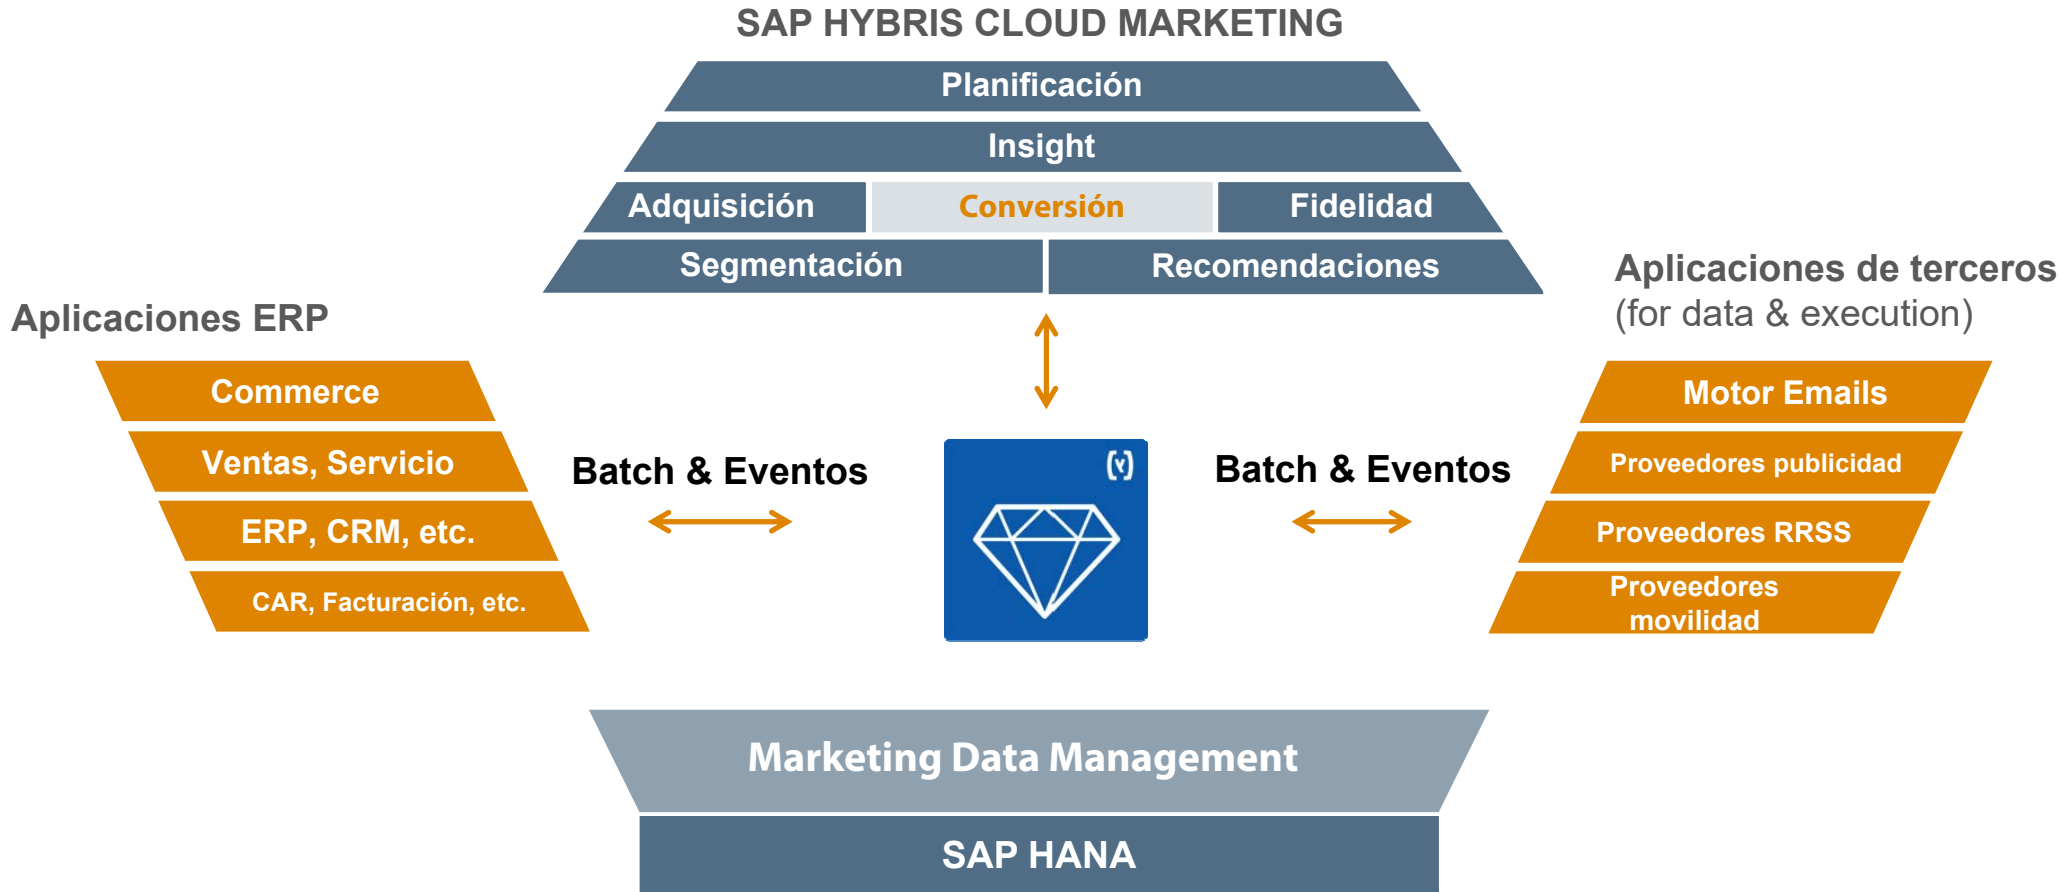 SAP HYBRIS CLOUD MARKETING
Planificación
Insight
Adquisición
Conversión
Fidelidad
Segmentación
Recomendaciones
Aplicaciones ERP
Commerce
Ventas, Servicio
ERP, CRM, etc.
CAR, Facturación, etc.
Batch & Eventos
Batch & Eventos
Aplicaciones de terceros
(for data & execution)
Motor Emails
Proveedores publicidad
Proveedores RRSS
Proveedores
movilidad
Marketing Data Management
SAP HANA